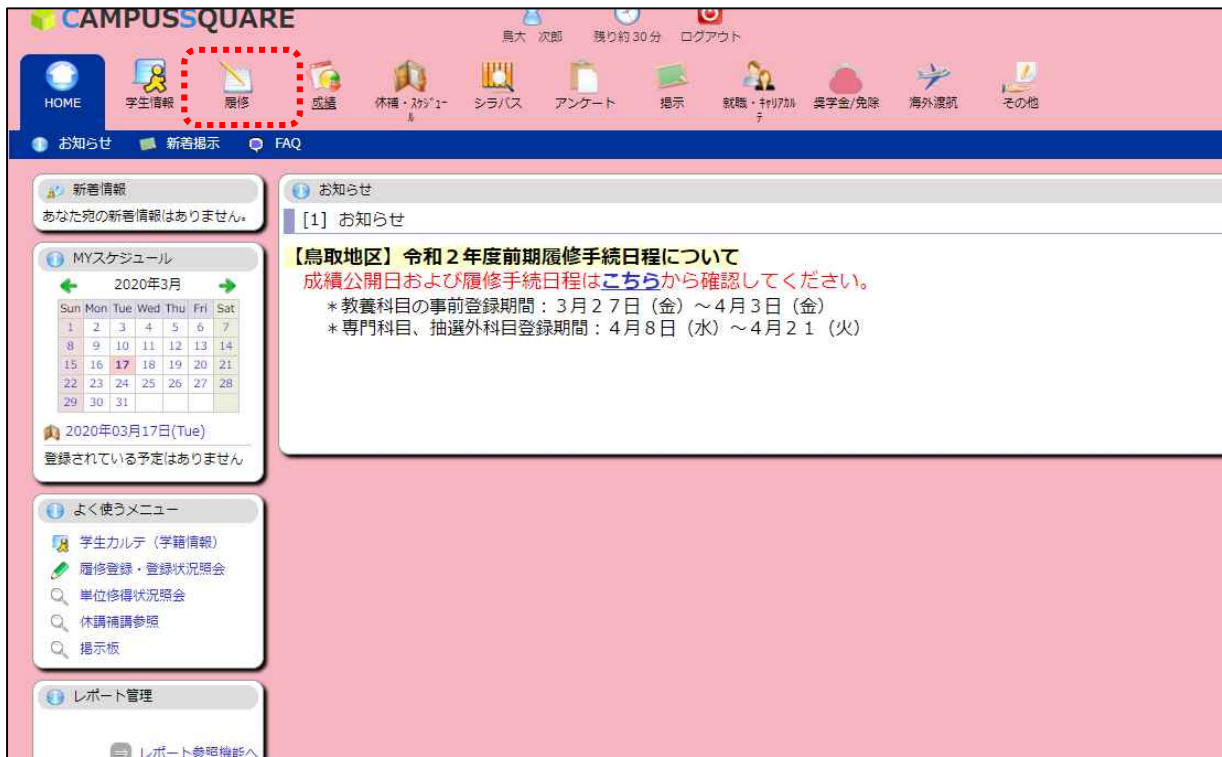 CAMPUSSQUARE
鳥大 次郎 残り約30分 ログアウト
HOME 学生情報 履修 成績 休補・ｽｹｼﾞｭｰﾙ シラバス アンケート 掲示 就職・ｷｬﾘｱｶﾙﾃ 奨学金/免除 海外渡航 その他
お知らせ 新着掲示 FAQ
新着情報
あなた宛の新着情報はありません。
MYスケジュール
2020年3月
Sun Mon Tue Wed Thu Fri Sat
1 2 3 4 5 6 7
8 9 10 11 12 13 14
15 16 17 18 19 20 21
22 23 24 25 26 27 28
29 30 31
2020年03月17日(Tue)
登録されている予定はありません
よく使うメニュー
学生カルテ（学籍情報）
履修登録・登録状況照会
単位修得状況照会
休講補講参照
掲示板
レポート管理
レポート参照機能へ
お知らせ
[1] お知らせ
【鳥取地区】令和２年度前期履修手続日程について
成績公開日および履修手続日程はこちらから確認してください。
＊教養科目の事前登録期間：３月２７日（金）～４月３日（金）
＊専門科目、抽選外科目登録期間：４月８日（水）～４月２１（火）